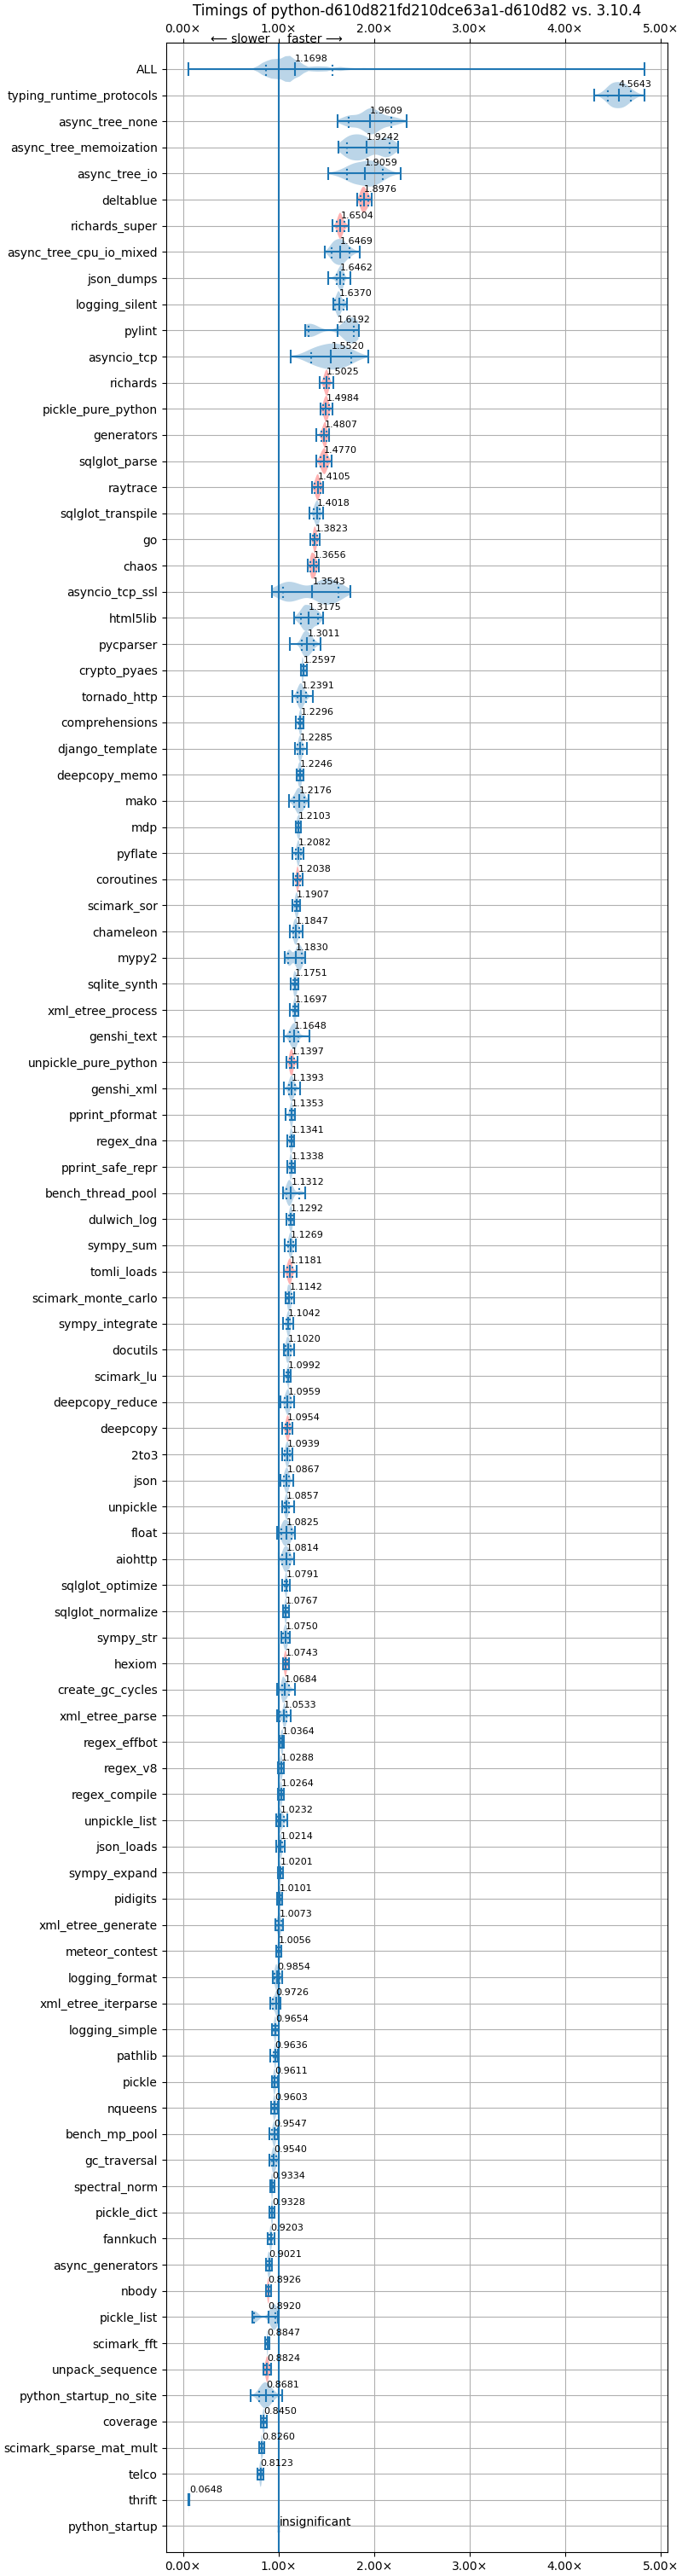 Timings of python-d610d821fd210dce63a1-d610d82 vs. 3.10.4
0.00× 1.00× 2.00× 3.00× 4.00× 5.00×
← slower faster →
ALL 1.1698
typing_runtime_protocols 4.5643
async_tree_none 1.9609
async_tree_memoization 1.9242
async_tree_io 1.9059
deltablue 1.8976
richards_super 1.6504
async_tree_cpu_io_mixed 1.6469
json_dumps 1.6462
logging_silent 1.6370
pylint 1.6192
asyncio_tcp 1.5520
richards 1.5025
pickle_pure_python 1.4984
generators 1.4807
sqlglot_parse 1.4770
raytrace 1.4105
sqlglot_transpile 1.4018
go 1.3823
chaos 1.3656
asyncio_tcp_ssl 1.3543
html5lib 1.3175
pycparser 1.3011
crypto_pyaes 1.2597
tornado_http 1.2391
comprehensions 1.2296
django_template 1.2285
deepcopy_memo 1.2246
mako 1.2176
mdp 1.2103
pyflate 1.2082
coroutines 1.2038
scimark_sor 1.1907
chameleon 1.1847
mypy2 1.1830
sqlite_synth 1.1751
xml_etree_process 1.1697
genshi_text 1.1648
unpickle_pure_python 1.1397
genshi_xml 1.1393
pprint_pformat 1.1353
regex_dna 1.1341
pprint_safe_repr 1.1338
bench_thread_pool 1.1312
dulwich_log 1.1292
sympy_sum 1.1269
tomli_loads 1.1181
scimark_monte_carlo 1.1142
sympy_integrate 1.1042
docutils 1.1020
scimark_lu 1.0992
deepcopy_reduce 1.0959
deepcopy 1.0954
2to3 1.0939
json 1.0867
unpickle 1.0857
float 1.0825
aiohttp 1.0814
sqlglot_optimize 1.0791
sqlglot_normalize 1.0767
sympy_str 1.0750
hexiom 1.0743
create_gc_cycles 1.0684
xml_etree_parse 1.0533
regex_effbot 1.0364
regex_v8 1.0288
regex_compile 1.0264
unpickle_list 1.0232
json_loads 1.0214
sympy_expand 1.0201
pidigits 1.0101
xml_etree_generate 1.0073
meteor_contest 1.0056
logging_format 0.9854
xml_etree_iterparse 0.9726
logging_simple 0.9654
pathlib 0.9636
pickle 0.9611
nqueens 0.9603
bench_mp_pool 0.9547
gc_traversal 0.9540
spectral_norm 0.9334
pickle_dict 0.9328
fannkuch 0.9203
async_generators 0.9021
nbody 0.8926
pickle_list 0.8920
scimark_fft 0.8847
unpack_sequence 0.8824
python_startup_no_site 0.8681
coverage 0.8450
scimark_sparse_mat_mult 0.8260
telco 0.8123
thrift 0.0648
python_startup insignificant
0.00× 1.00× 2.00× 3.00× 4.00× 5.00×